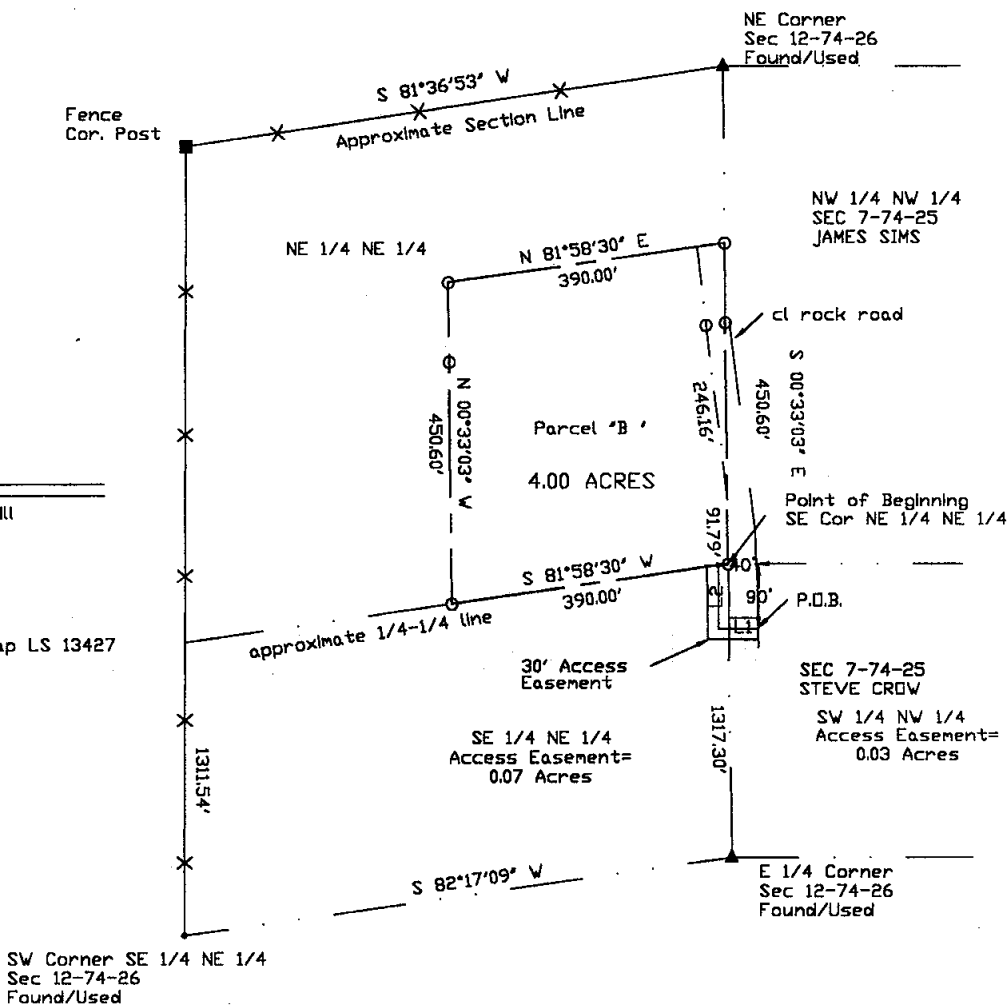 NE Corner
Sec 12-74-26
Found/Used
S 81°36'53" W
Approximate Section Line
Fence
Cor. Post
NW 1/4 NW 1/4
SEC 7-74-25
JAMES SIMS
NE 1/4 NE 1/4
N 81°58'30" E
390.00'
cl rock road
S 00°33'03" E
450.60'
246.16'
N 00°33'03" W
450.60'
Parcel "B '
4.00 ACRES
Point of Beginning
SE Cor NE 1/4 NE 1/4
91.79'
40'
S 81°58'30" W
390.00'
L2
90'
P.O.B.
L1
approximate 1/4-1/4 line
ap LS 13427
30' Access
Easement
SEC 7-74-25
STEVE CROW
SW 1/4 NW 1/4
Access Easement=
0.03 Acres
1317.30'
SE 1/4 NE 1/4
Access Easement=
0.07 Acres
1311.54'
S 82°17'09" W
E 1/4 Corner
Sec 12-74-26
Found/Used
SW Corner SE 1/4 NE 1/4
Sec 12-74-26
Found/Used